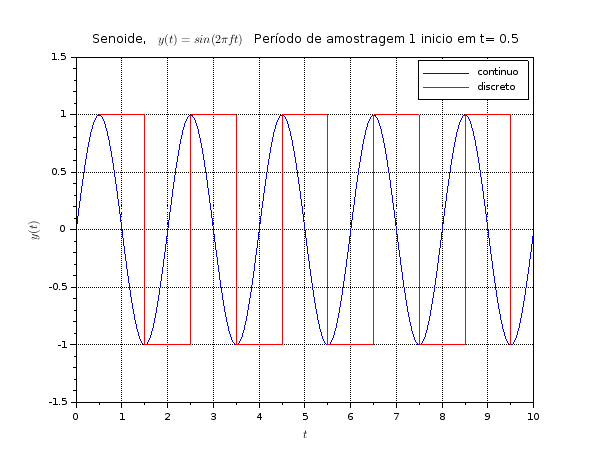 Senoide, y(t) = sin(2πft) Período de amostragem 1 inicio em t= 0.5
1.5
continuo
discreto
1
0.5
y(t)
0
-0.5
-1
-1.5
0 1 2 3 4 5 6 7 8 9 10
t